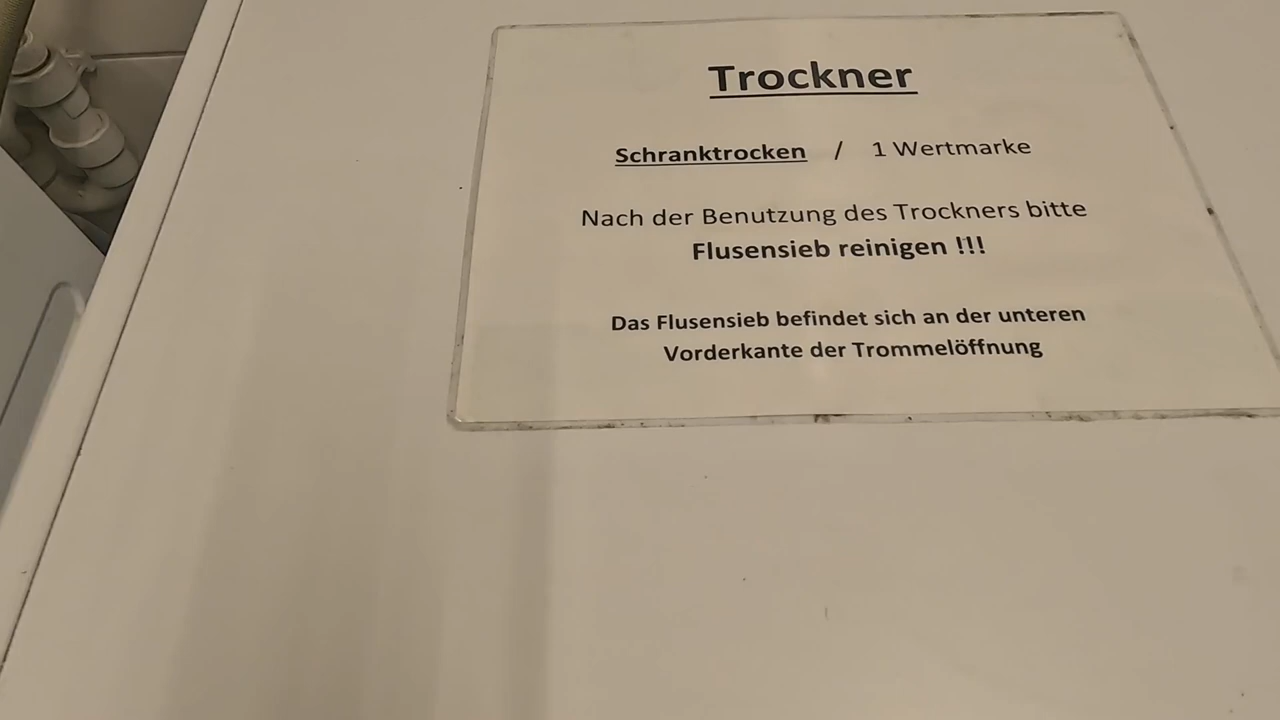 Trockner
Schranktrocken / 1 Wertmarke
Nach der Benutzung des Trockners bitte
Flusensieb reinigen !!!
Das Flusensieb befindet sich an der unteren
Vorderkante der Trommelöffnung